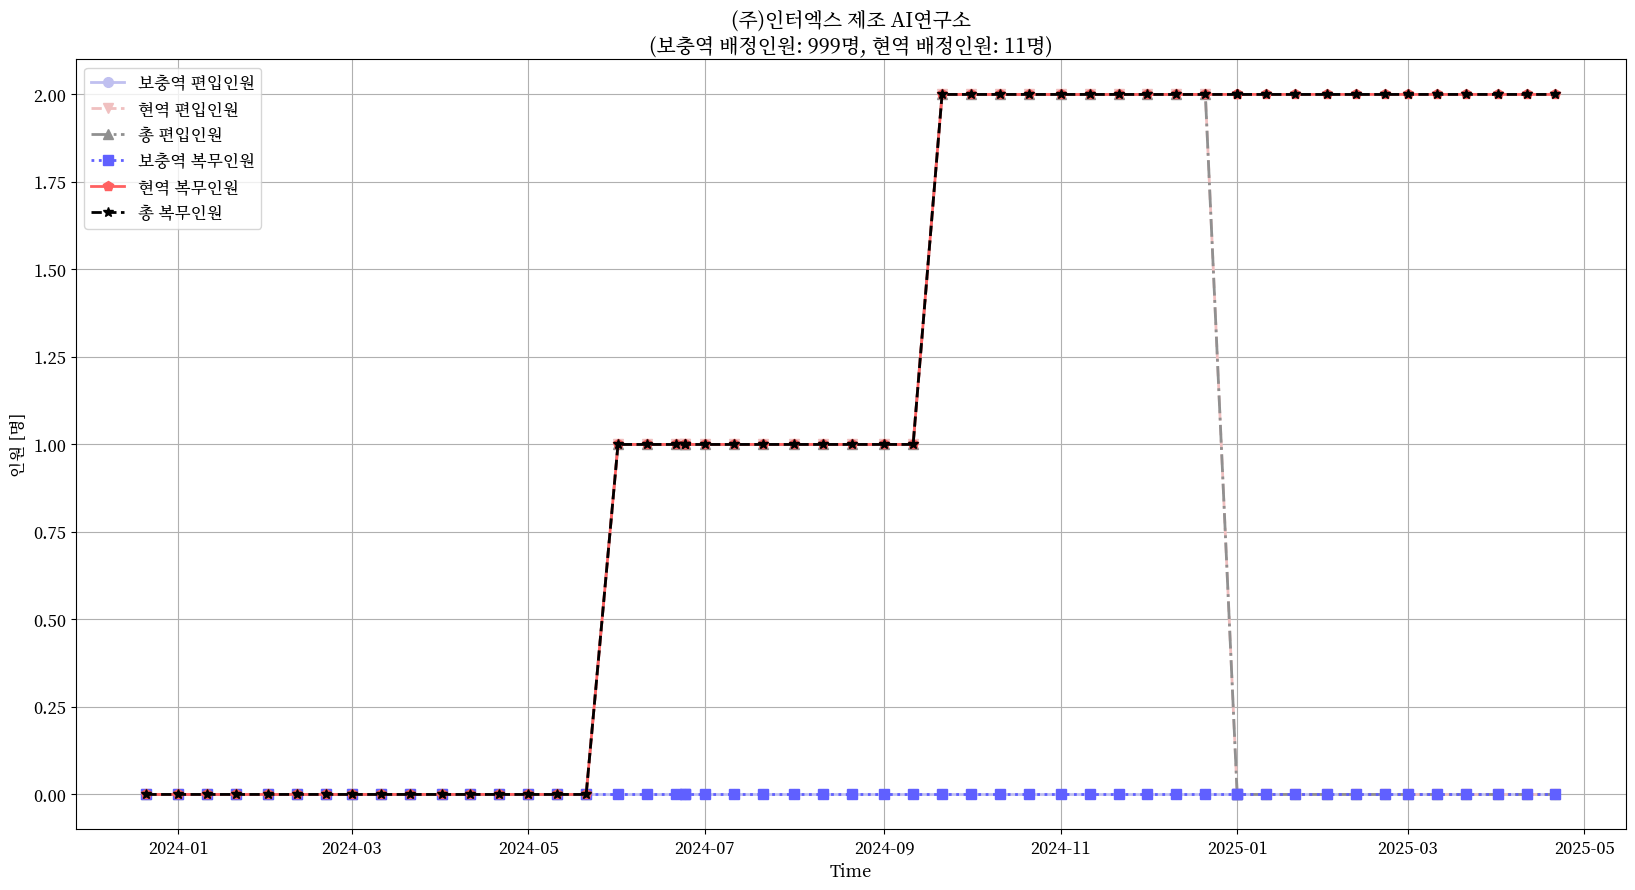 (주)인터엑스 제조 AI연구소
(보충역 배정인원: 999명, 현역 배정인원: 11명)
보충역 편입인원
현역 편입인원
총 편입인원
보충역 복무인원
현역 복무인원
총 복무인원
인원 [명]
2.00
1.75
1.50
1.25
1.00
0.75
0.50
0.25
0.00
2024-01
2024-03
2024-05
2024-07
2024-09
2024-11
2025-01
2025-03
2025-05
Time